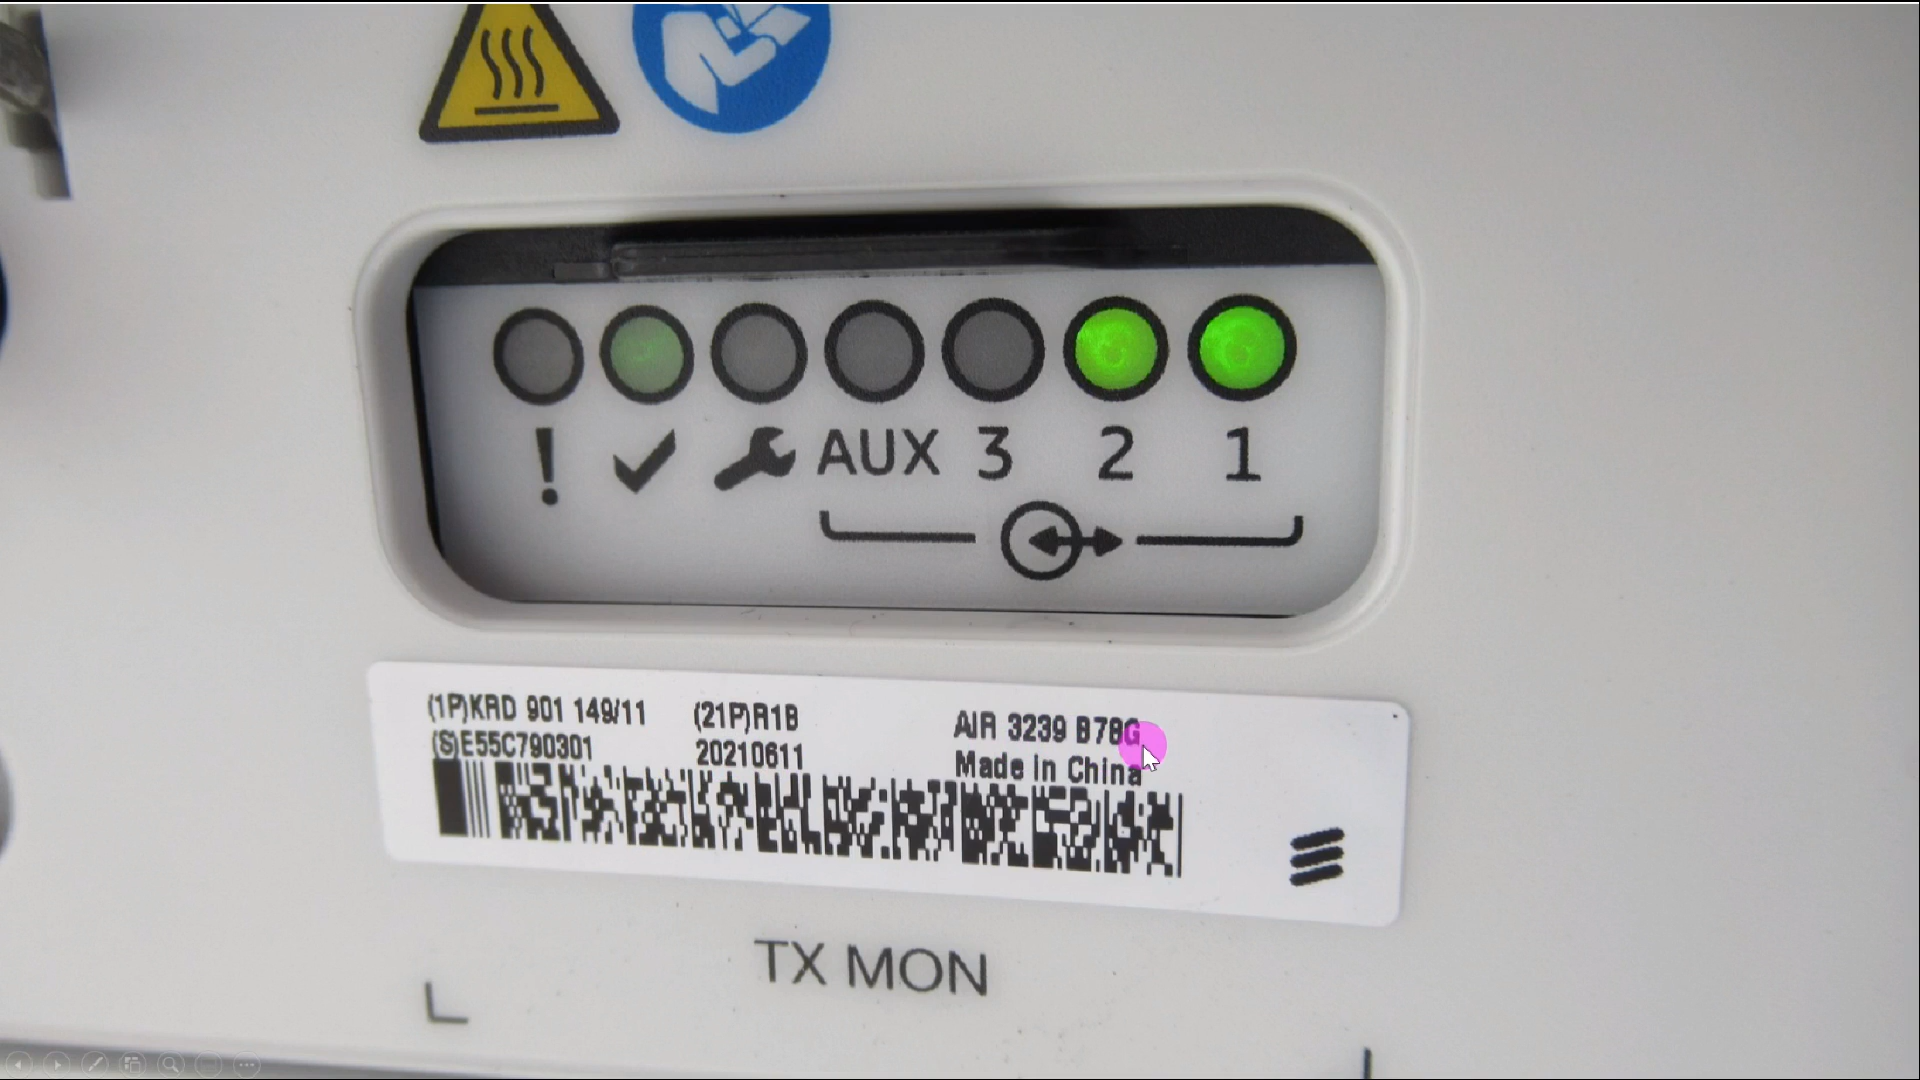 ! ✓ AUX 3 2 1
(1P)KRD 901 149/11 (21P)R1B AIR 3239 B78G
(S)E55C790301 20210611 Made in China
TX MON